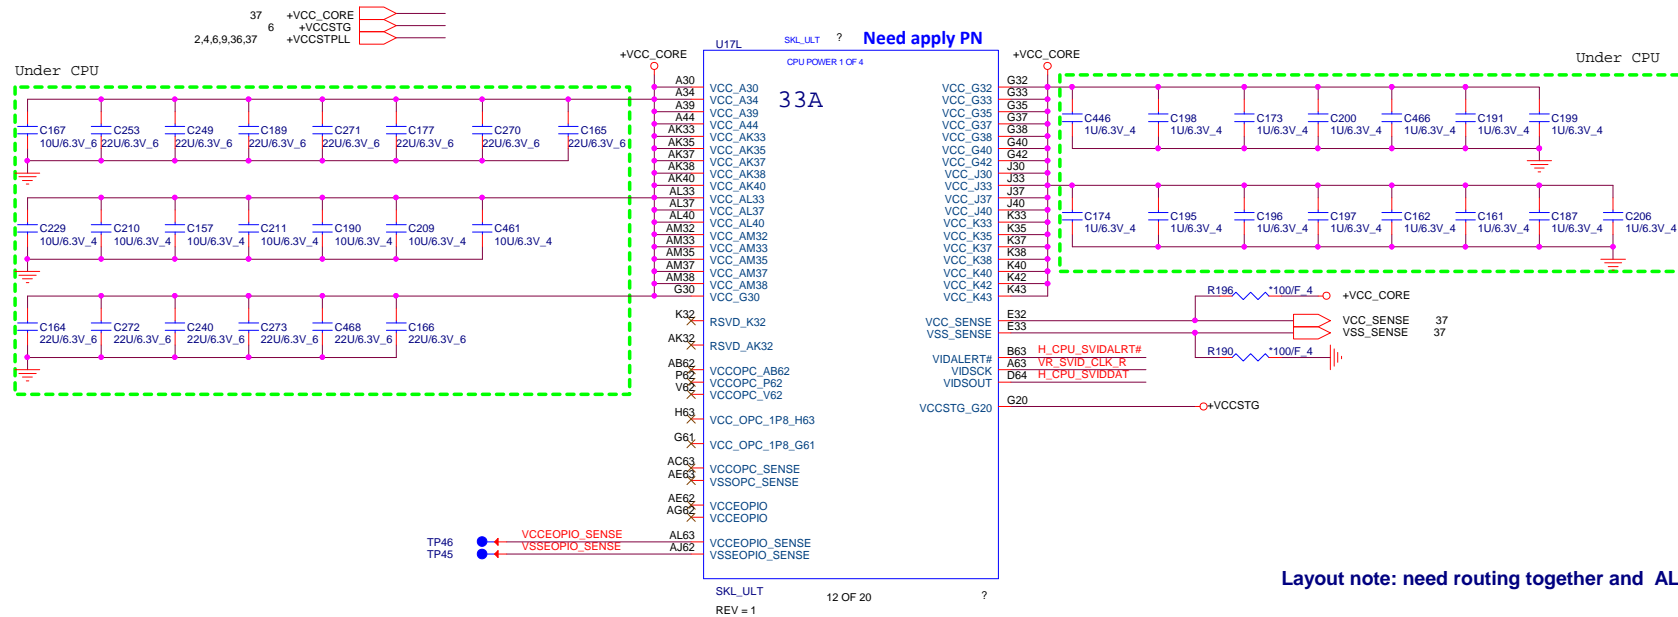 37 +VCC_CORE
6 +VCCSTG
2,4,6,9,36,37 +VCCSTPLL
U17L SKL_ULT ? Need apply PN
CPU POWER 1 OF 4
33A
+VCC_CORE
+VCC_CORE
Under CPU
Under CPU
C167 C253 C249 C189 C271 C177 C270 C165
10U/6.3V_6 22U/6.3V_6 22U/6.3V_6 22U/6.3V_6 22U/6.3V_6 22U/6.3V_6 22U/6.3V_6 22U/6.3V_6
C229 C210 C157 C211 C190 C209 C461
10U/6.3V_4 10U/6.3V_4 10U/6.3V_4 10U/6.3V_4 10U/6.3V_4 10U/6.3V_4 10U/6.3V_4
C164 C272 C240 C273 C468 C166
22U/6.3V_6 22U/6.3V_6 22U/6.3V_6 22U/6.3V_6 22U/6.3V_6 22U/6.3V_6
A30 VCC_A30
A34 VCC_A34
A39 VCC_A39
A44 VCC_A44
AK33 VCC_AK33
AK35 VCC_AK35
AK37 VCC_AK37
AK38 VCC_AK38
AK40 VCC_AK40
AL33 VCC_AL33
AL37 VCC_AL37
AL40 VCC_AL40
AM32 VCC_AM32
AM33 VCC_AM33
AM35 VCC_AM35
AM37 VCC_AM37
AM38 VCC_AM38
G30 VCC_G30
K32 RSVD_K32
AK32 RSVD_AK32
AB62 VCCOPC_AB62
P62 VCCOPC_P62
V62 VCCOPC_V62
H63 VCC_OPC_1P8_H63
G61 VCC_OPC_1P8_G61
AC63 VCCOPC_SENSE
AE63 VSSOPC_SENSE
AE62 VCCEOPIO
AG62 VCCEOPIO
TP46 VCCEOPIO_SENSE AL63 VCCEOPIO_SENSE
TP45 VSSEOPIO_SENSE AJ62 VSSEOPIO_SENSE
VCC_G32 G32
VCC_G33 G33
VCC_G35 G35
VCC_G37 G37
VCC_G38 G38
VCC_G40 G40
VCC_G42 G42
VCC_J30 J30
VCC_J33 J33
VCC_J37 J37
VCC_J40 J40
VCC_K33 K33
VCC_K35 K35
VCC_K37 K37
VCC_K38 K38
VCC_K40 K40
VCC_K42 K42
VCC_K43 K43
VCC_SENSE E32
VSS_SENSE E33
VIDALERT# B63 H_CPU_SVIDALRT#
VIDSCK A63 VR_SVID_CLK_R
VIDSOUT D64 H_CPU_SVIDDAT
VCCSTG_G20 G20 +VCCSTG
C446 C198 C173 C200 C466 C191 C199
1U/6.3V_4 1U/6.3V_4 1U/6.3V_4 1U/6.3V_4 1U/6.3V_4 1U/6.3V_4 1U/6.3V_4
C174 C195 C196 C197 C162 C161 C187 C206
1U/6.3V_4 1U/6.3V_4 1U/6.3V_4 1U/6.3V_4 1U/6.3V_4 1U/6.3V_4 1U/6.3V_4 1U/6.3V_4
R196 *100/F_4 +VCC_CORE
VCC_SENSE 37
VSS_SENSE 37
R190 *100/F_4
Layout note: need routing together and AL
SKL_ULT 12 OF 20 ?
REV = 1